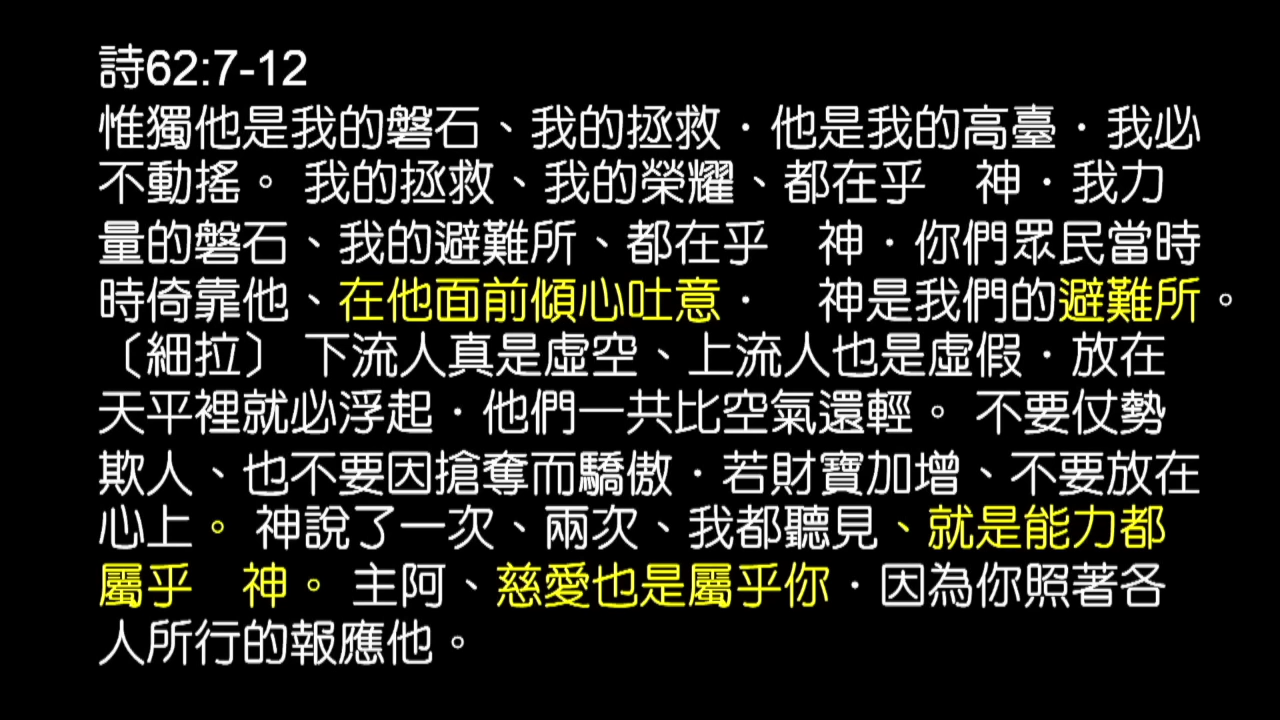 詩62:7-12
惟獨他是我的磐石、我的拯救．他是我的高臺．我必
不動搖。 我的拯救、我的榮耀、都在乎　神．我力
量的磐石、我的避難所、都在乎　神．你們眾民當時
時倚靠他、在他面前傾心吐意．　神是我們的避難所。
〔細拉〕 下流人真是虛空、上流人也是虛假．放在
天平裡就必浮起．他們一共比空氣還輕。 不要仗勢
欺人、也不要因搶奪而驕傲．若財寶加增、不要放在
心上。 神說了一次、兩次、我都聽見、就是能力都
屬乎　神。 主阿、慈愛也是屬乎你．因為你照著各
人所行的報應他。